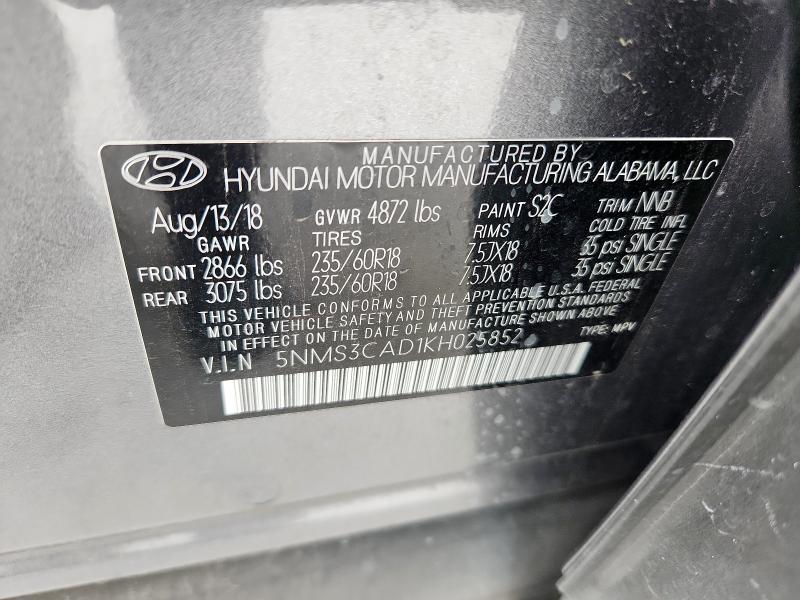 MANUFACTURED BY
HYUNDAI MOTOR MANUFACTURING ALABAMA, LLC
Aug/13/18 GVWR 4872 lbs PAINT S2C TRIM NNB
GAWR TIRES RIMS COLD TIRE INFL
FRONT 2866 lbs 235/60R18 7.5JX18 35 psi SINGLE
REAR 3075 lbs 235/60R18 7.5JX18 35 psi SINGLE
THIS VEHICLE CONFORMS TO ALL APPLICABLE U.S.A. FEDERAL
MOTOR VEHICLE SAFETY AND THEFT PREVENTION STANDARDS
IN EFFECT ON THE DATE OF MANUFACTURE SHOWN ABOVE
V.I.N 5NMS3CAD1KH025852 TYPE: MPV